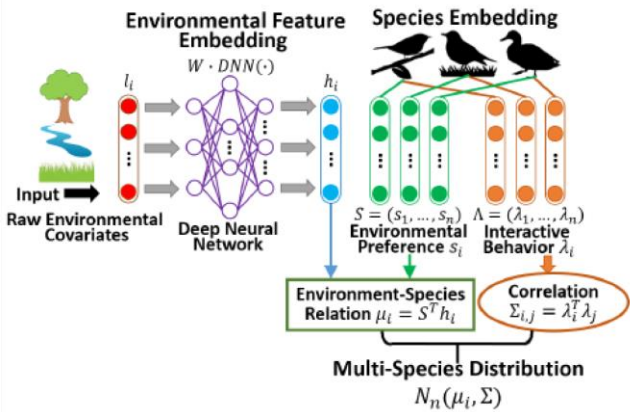 Environmental Feature
Embedding
W · DNN(·)
Species Embedding
l_i
h_i
Input
Raw Environmental
Covariates
Deep Neural
Network
S = (s_1, ..., s_n)
Environmental
Preference s_i
Λ = (λ_1, ..., λ_n)
Interactive
Behavior λ_i
Environment-Species
Relation μ_i = S^T h_i
Correlation
Σ_{i,j} = λ_i^T λ_j
Multi-Species Distribution
N_n(μ_i, Σ)